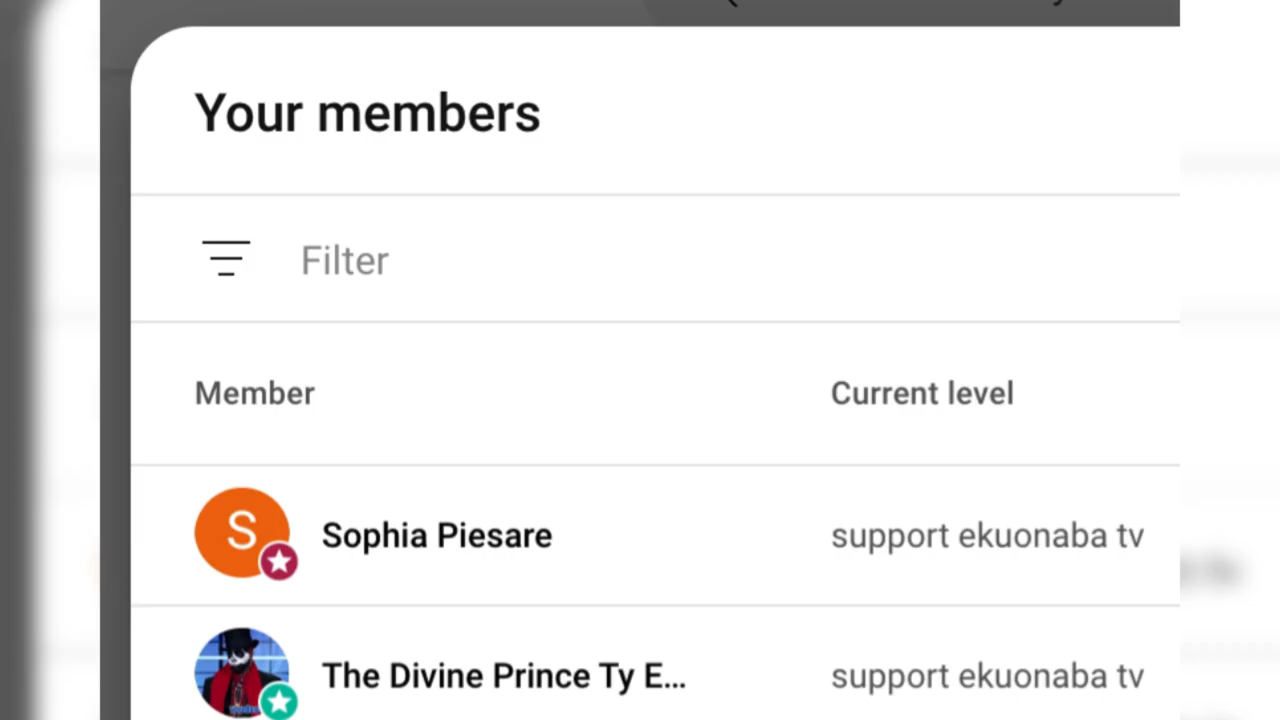 Your members
Filter
Member Current level
S Sophia Piesare support ekuonaba tv
The Divine Prince Ty E... support ekuonaba tv